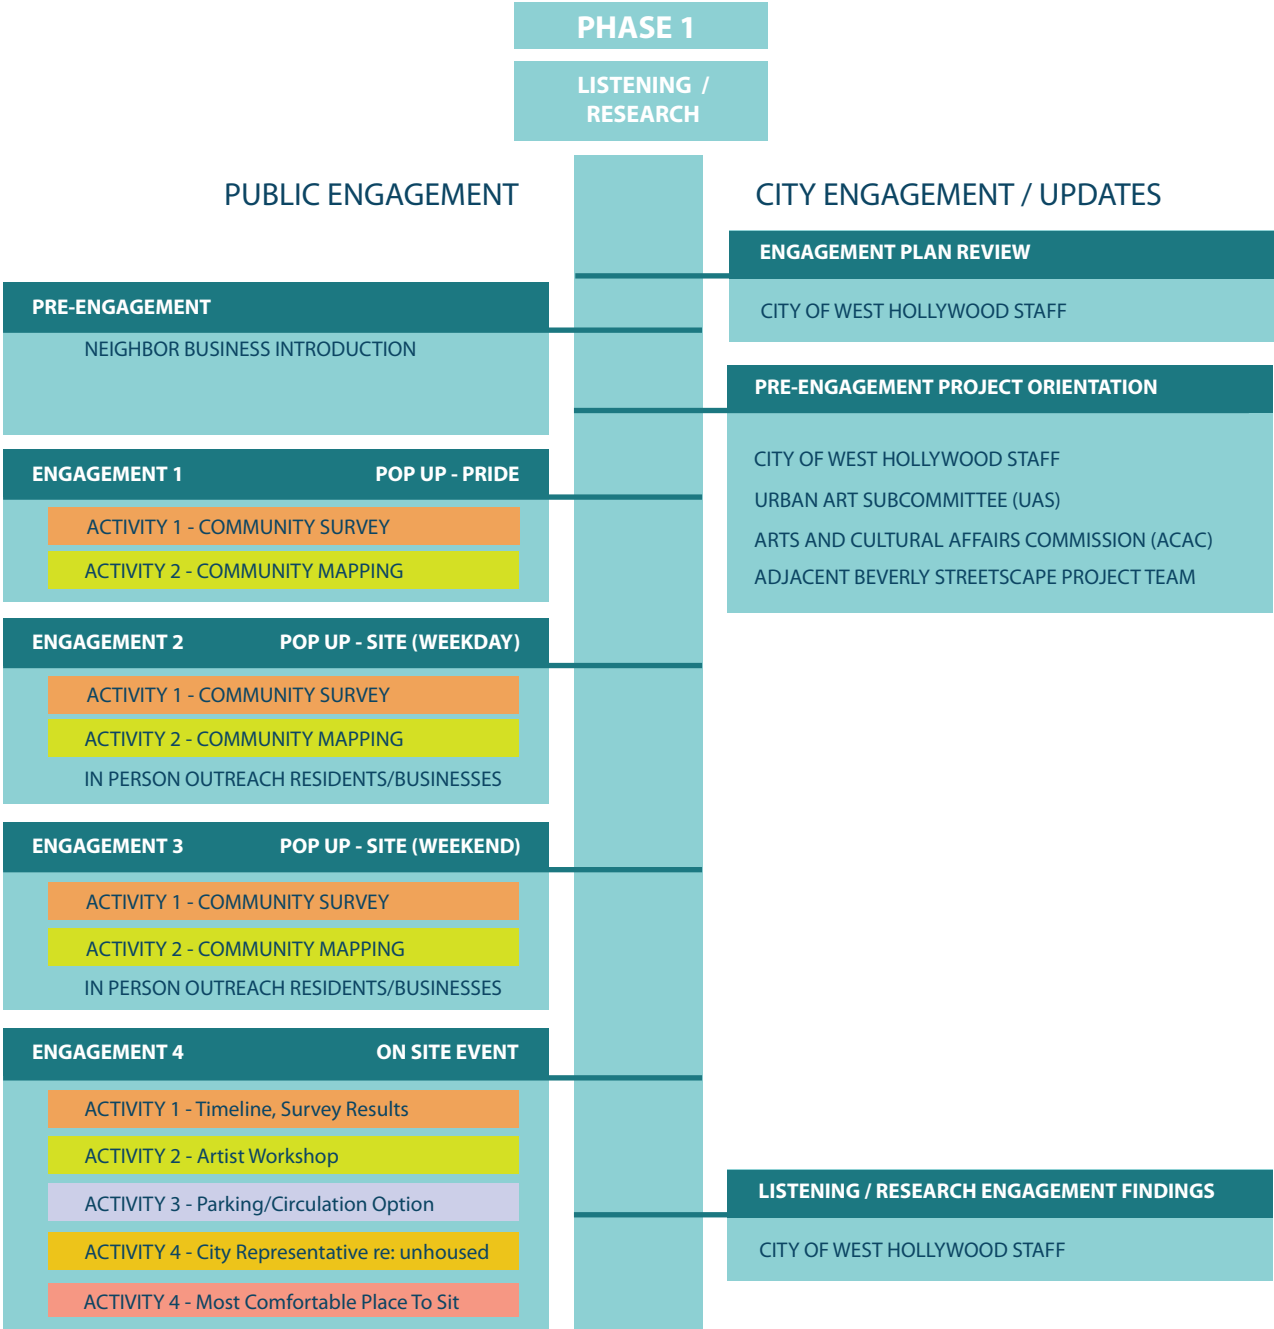 PHASE 1
LISTENING /
RESEARCH
PUBLIC ENGAGEMENT
PRE-ENGAGEMENT
NEIGHBOR BUSINESS INTRODUCTION
ENGAGEMENT 1 POP UP - PRIDE
ACTIVITY 1 - COMMUNITY SURVEY
ACTIVITY 2 - COMMUNITY MAPPING
ENGAGEMENT 2 POP UP - SITE (WEEKDAY)
ACTIVITY 1 - COMMUNITY SURVEY
ACTIVITY 2 - COMMUNITY MAPPING
IN PERSON OUTREACH RESIDENTS/BUSINESSES
ENGAGEMENT 3 POP UP - SITE (WEEKEND)
ACTIVITY 1 - COMMUNITY SURVEY
ACTIVITY 2 - COMMUNITY MAPPING
IN PERSON OUTREACH RESIDENTS/BUSINESSES
ENGAGEMENT 4 ON SITE EVENT
ACTIVITY 1 - Timeline, Survey Results
ACTIVITY 2 - Artist Workshop
ACTIVITY 3 - Parking/Circulation Option
ACTIVITY 4 - City Representative re: unhoused
ACTIVITY 4 - Most Comfortable Place To Sit
CITY ENGAGEMENT / UPDATES
ENGAGEMENT PLAN REVIEW
CITY OF WEST HOLLYWOOD STAFF
PRE-ENGAGEMENT PROJECT ORIENTATION
CITY OF WEST HOLLYWOOD STAFF
URBAN ART SUBCOMMITTEE (UAS)
ARTS AND CULTURAL AFFAIRS COMMISSION (ACAC)
ADJACENT BEVERLY STREETSCAPE PROJECT TEAM
LISTENING / RESEARCH ENGAGEMENT FINDINGS
CITY OF WEST HOLLYWOOD STAFF